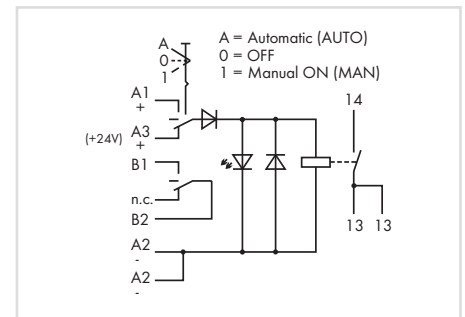 A = Automatic (AUTO)
0 = OFF
1 = Manual ON (MAN)
A
0
1
A1
+
A3
(+24V)
+
B1
n.c.
B2
A2
-
A2
-
14
13 13